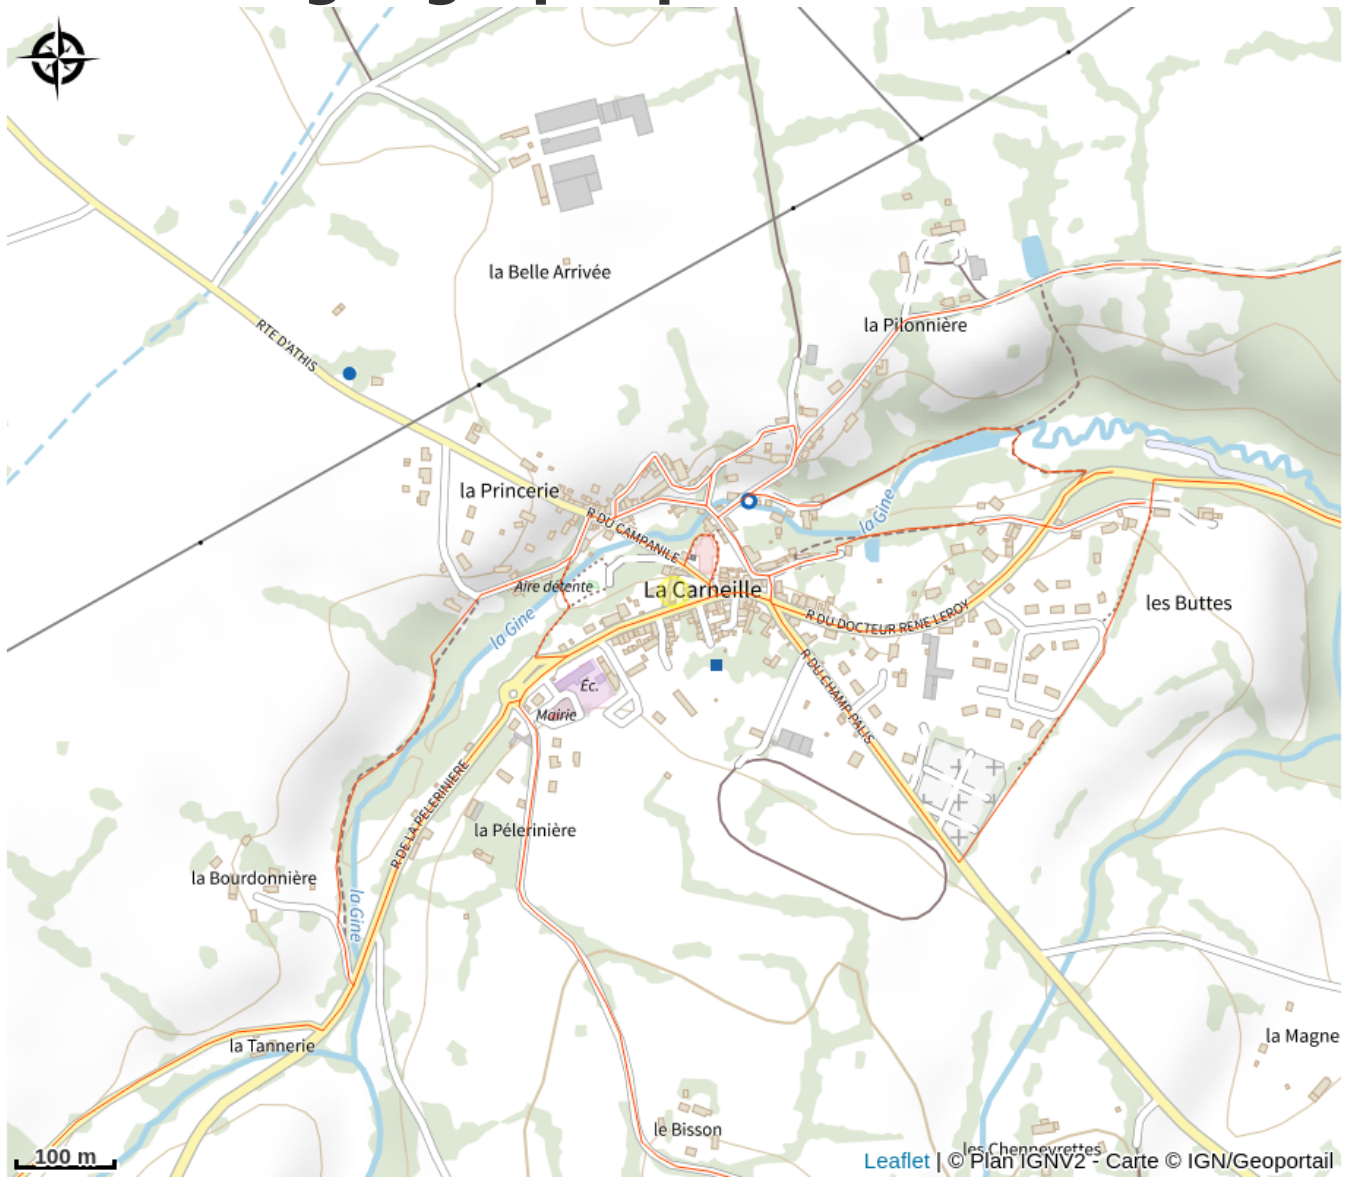 la Belle Arrivée
la Pilonnière
RTE D'ATHIS
la Princerie
R DU CAMPANILE
la Gine
Aire détente
La Carneille
les Buttes
R DU DOCTEUR RENE LEROY
la Gine
R DU CHAMP PALIS
Éc.
Mairie
R DE LA PELERINIERE
la Pélerinière
la Bourdonnière
la Gine
la Tannerie
la Magne
le Bisson
les Chenneyrettes
100 m
Leaflet | © Plan IGNV2 - Carte © IGN/Geoportail